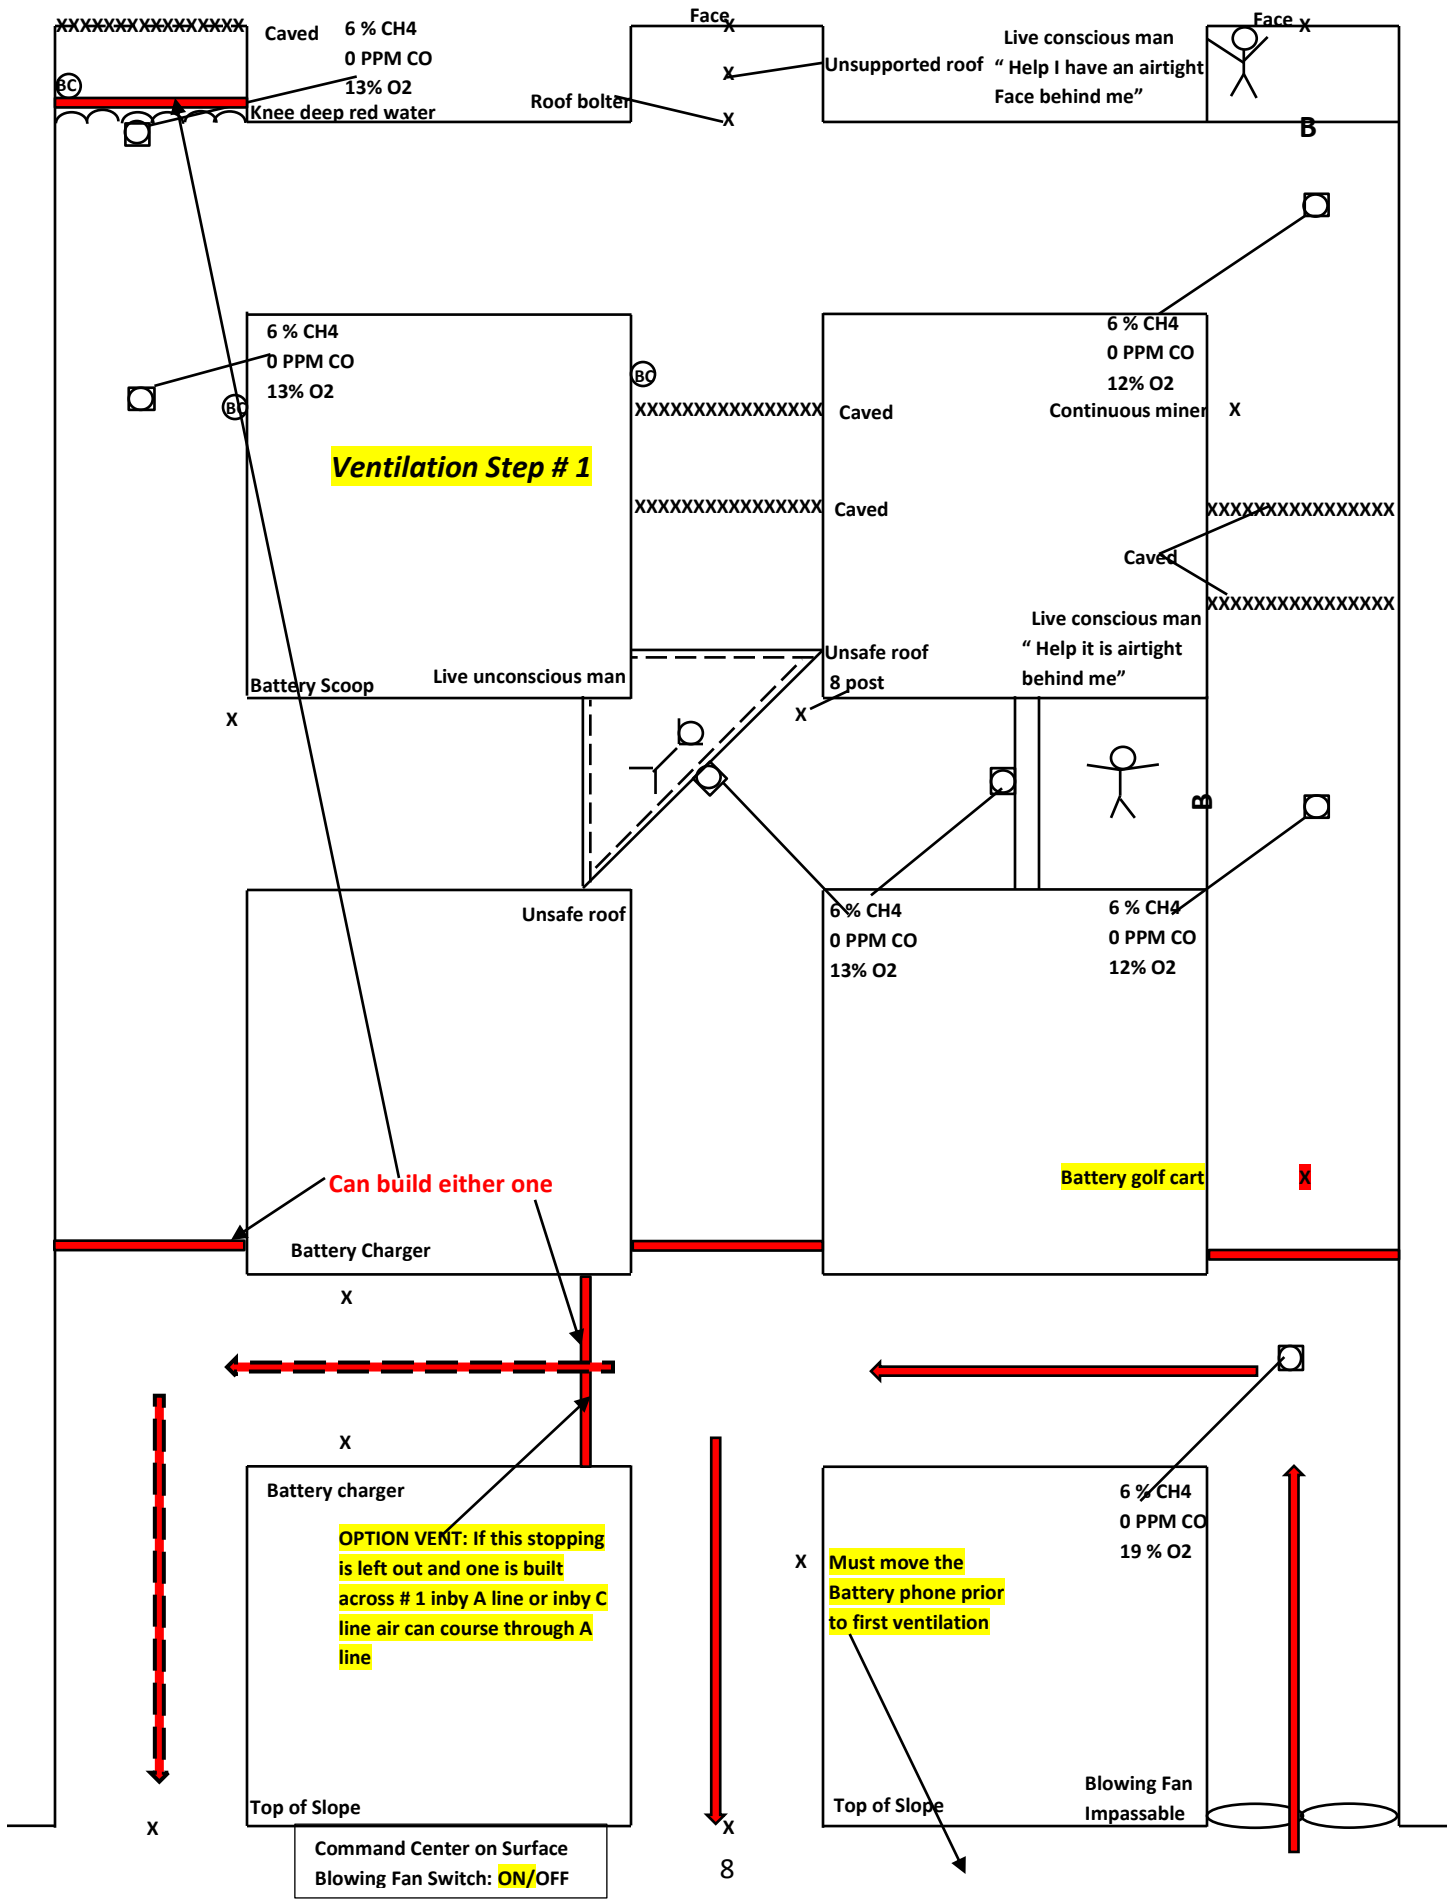 Face
Face
XXXXXXXXXXXXXXXX
Caved
6 % CH4
0 PPM CO
13% O2
X
X
Live conscious man
“ Help I have an airtight
Face behind me”
Unsupported roof
X
BC
Roof bolter
X
Knee deep red water
B
6 % CH4
0 PPM CO
13% O2
BC
BC
6 % CH4
0 PPM CO
12% O2
Continuous miner
X
XXXXXXXXXXXXXXXX
Caved
Ventilation Step # 1
XXXXXXXXXXXXXXXX
Caved
XXXXXXXXXXXXXXXX
Caved
XXXXXXXXXXXXXXXX
Live conscious man
“ Help it is airtight
behind me”
Unsafe roof
8 post
X
Live unconscious man
Battery Scoop
X
B
Unsafe roof
6 % CH4
0 PPM CO
13% O2
6 % CH4
0 PPM CO
12% O2
Can build either one
Battery golf cart
X
Battery Charger
X
X
Battery charger
OPTION VENT: If this stopping
is left out and one is built
across # 1 inby A line or inby C
line air can course through A
line
6 % CH4
0 PPM CO
19 % O2
X
Must move the
Battery phone prior
to first ventilation
Blowing Fan
Impassable
Top of Slope
Top of Slope
X
X
Command Center on Surface
Blowing Fan Switch: ON/OFF
8